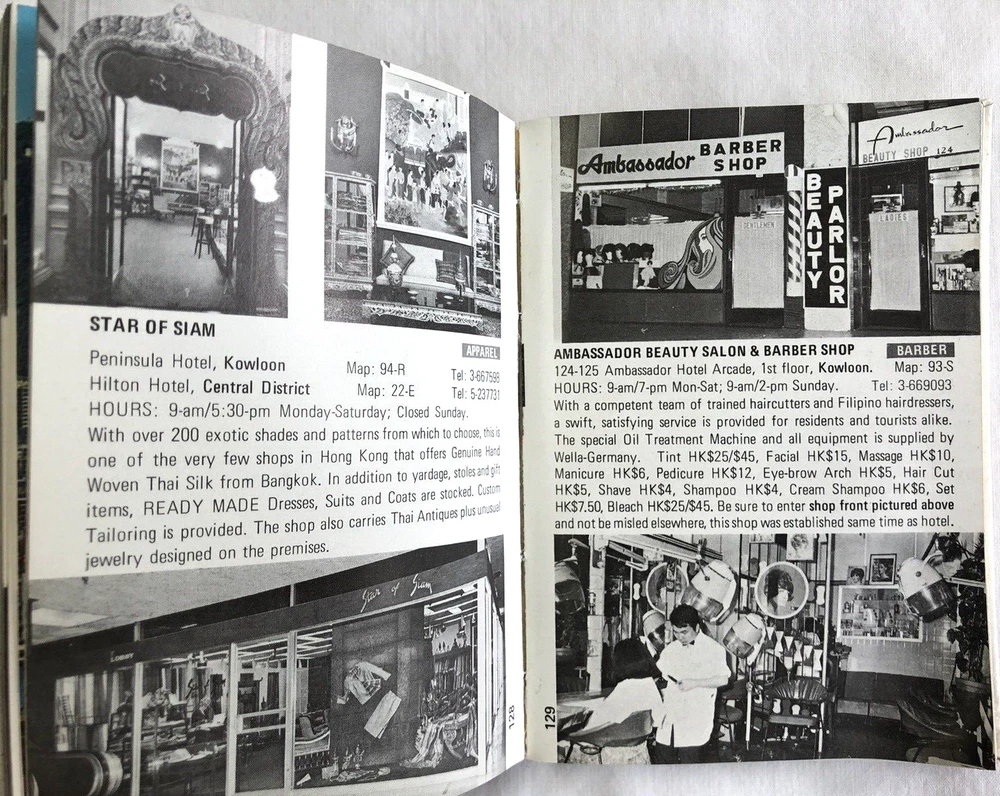 STAR OF SIAM
APPAREL
Peninsula Hotel, Kowloon Map: 94-R Tel: 3-667598
Hilton Hotel, Central District Map: 22-E Tel: 5-237731
HOURS: 9-am/5:30-pm Monday-Saturday; Closed Sunday.
With over 200 exotic shades and patterns from which to choose, this is
one of the very few shops in Hong Kong that offers Genuine Hand
Woven Thai Silk from Bangkok. In addition to yardage, stoles and gift
items, READY MADE Dresses, Suits and Coats are stocked. Custom
Tailoring is provided. The shop also carries Thai Antiques plus unusual
jewelry designed on the premises.
Star of Siam
LOBBY
128
Ambassador BARBER
SHOP
Ambassador
BEAUTY SHOP 124
BEAUTY
PARLOR
GENTLEMEN
LADIES
AMBASSADOR BEAUTY SALON & BARBER SHOP BARBER
124-125 Ambassador Hotel Arcade, 1st floor, Kowloon. Map: 93-S
HOURS: 9-am/7-pm Mon-Sat; 9-am/2-pm Sunday. Tel: 3-669093
With a competent team of trained haircutters and Filipino hairdressers,
a swift, satisfying service is provided for residents and tourists alike.
The special Oil Treatment Machine and all equipment is supplied by
Wella-Germany. Tint HK$25/$45, Facial HK$15, Massage HK$10,
Manicure HK$6, Pedicure HK$12, Eye-brow Arch HK$5, Hair Cut
HK$5, Shave HK$4, Shampoo HK$4, Cream Shampoo HK$6, Set
HK$7.50, Bleach HK$25/$45. Be sure to enter shop front pictured above
and not be misled elsewhere, this shop was established same time as hotel.
129